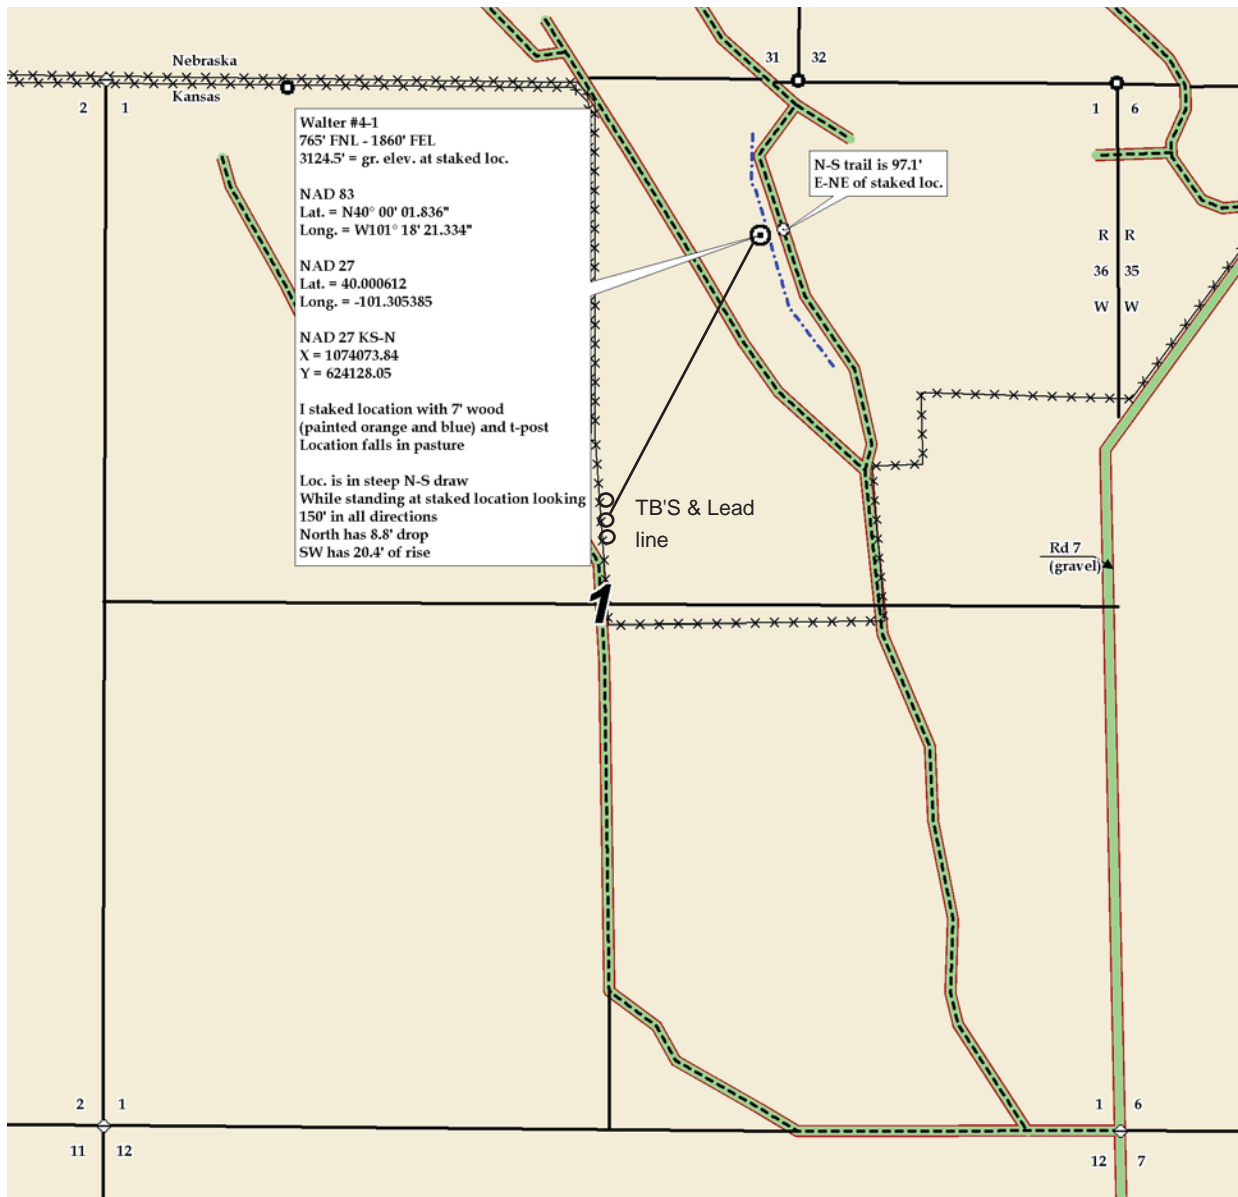 Nebraska
Kansas
31 32
2 1
1 6
Walter #4-1
765' FNL - 1860' FEL
3124.5' = gr. elev. at staked loc.
NAD 83
Lat. = N40° 00' 01.836"
Long. = W101° 18' 21.334"
NAD 27
Lat. = 40.000612
Long. = -101.305385
NAD 27 KS-N
X = 1074073.84
Y = 624128.05
I staked location with 7' wood
(painted orange and blue) and t-post
Location falls in pasture
Loc. is in steep N-S draw
While standing at staked location looking
150' in all directions
North has 8.8' drop
SW has 20.4' of rise
N-S trail is 97.1'
E-NE of staked loc.
R R
36 35
W W
TB'S & Lead
line
Rd 7
(gravel)
1
2 1
11 12
1 6
12 7